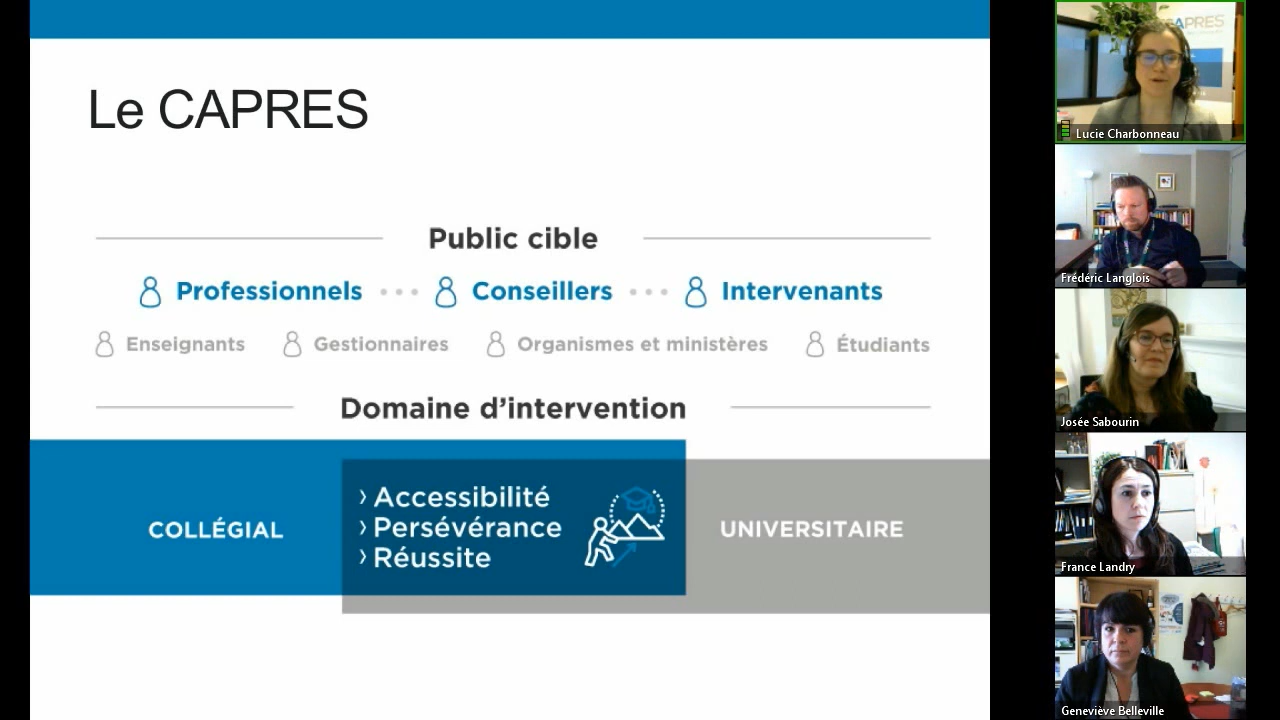 Le CAPRES
Public cible
Professionnels ••• Conseillers ••• Intervenants
Enseignants Gestionnaires Organismes et ministères Étudiants
Domaine d'intervention
COLLÉGIAL
› Accessibilité
› Persévérance
› Réussite
UNIVERSITAIRE
CAPRES
Lucie Charbonneau
Frédéric Langlois
Josée Sabourin
France Landry
Geneviève Belleville